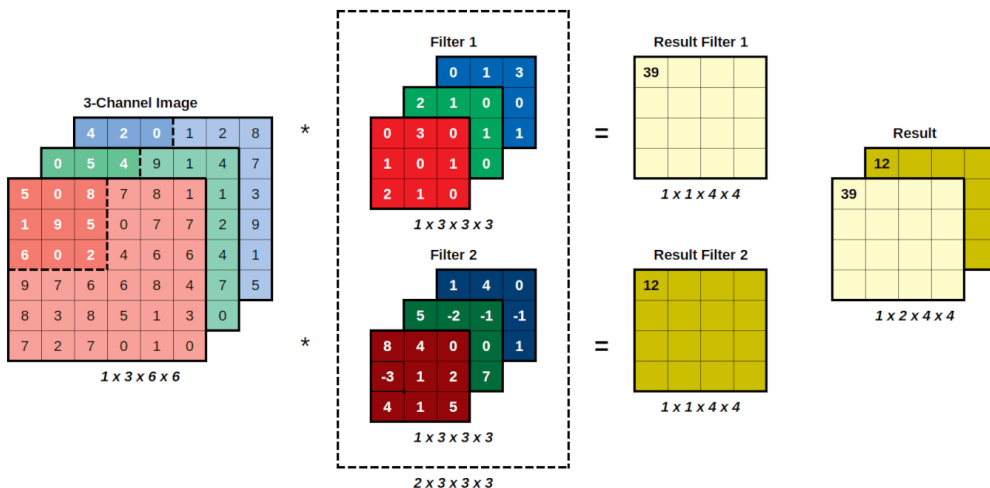 Filter 1
Result Filter 1
0 1 3
39
3-Channel Image
2 1 0 0
4 2 0 1 2 8
*
0 3 0 1 1
=
Result
0 5 4 9 1 4 7
1 0 1 0
12
5 0 8 7 8 1 1 3
2 1 0
1 x 1 x 4 x 4
39
1 9 5 0 7 7 2 9
1 x 3 x 3 x 3
6 0 2 4 6 6 4 1
Filter 2
Result Filter 2
9 7 6 6 8 4 7 5
1 4 0
12
8 3 8 5 1 3 0
5 -2 -1 -1
1 x 2 x 4 x 4
7 2 7 0 1 0
*
8 4 0 0 1
=
1 x 3 x 6 x 6
-3 1 2 7
4 1 5
1 x 1 x 4 x 4
1 x 3 x 3 x 3
2 x 3 x 3 x 3